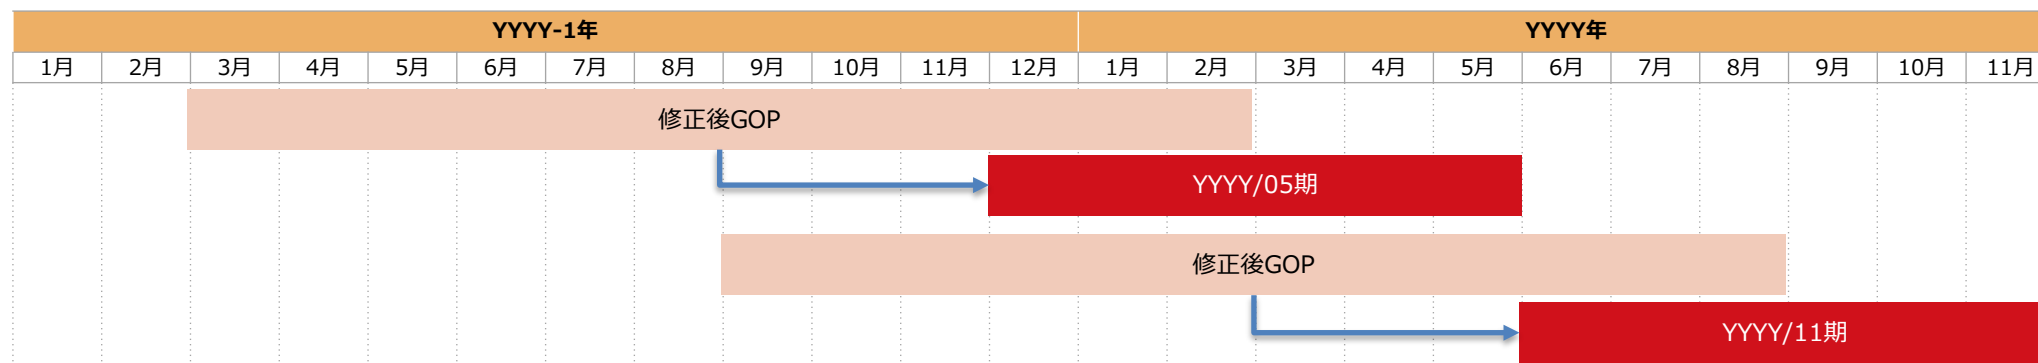 YYYY-1年 YYYY年
1月 2月 3月 4月 5月 6月 7月 8月 9月 10月 11月 12月 1月 2月 3月 4月 5月 6月 7月 8月 9月 10月 11月
修正後GOP
YYYY/05期
修正後GOP
YYYY/11期